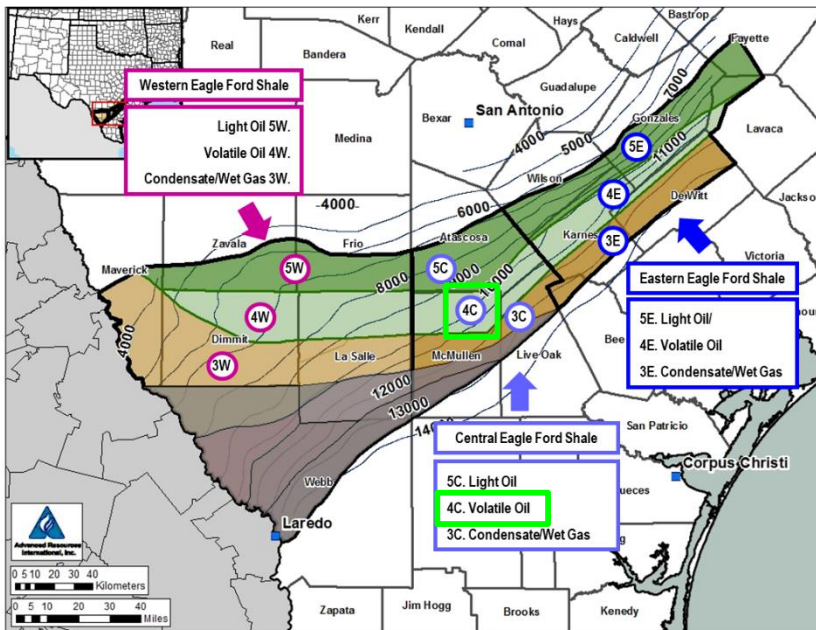 Kerr
Kendall
Hays
Bastrop
Real
Bandera
Comal
Caldwell
Fayette
Western Eagle Ford Shale
Guadalupe
7000
San Antonio
Bexar
Gonzales
Light Oil 5W.
Volatile Oil 4W.
Condensate/Wet Gas 3W.
Medina
4000
5000
5E
11000
Lavaca
Wilson
4E
DeWitt
4000
6000
Jackson
Zavala
Frio
Atascosa
Karnes
3E
Maverick
5W
5C
Victoria
8000
10000
Eastern Eagle Ford Shale
4W
4C
3C
5E. Light Oil/
4E. Volatile Oil
3E. Condensate/Wet Gas
4000
Dimmit
3W
La Salle
McMullen
Live Oak
Bee
12000
13000
Central Eagle Ford Shale
San Patricio
Webb
Corpus Christi
5C. Light Oil
4C. Volatile Oil
3C. Condensate/Wet Gas
ueces
Advanced Resources
International, Inc.
Laredo
0 5 10 20 30 40
Kilometers
0 5 10 20 30 40
Miles
Zapata
Jim Hogg
Brooks
Kenedy